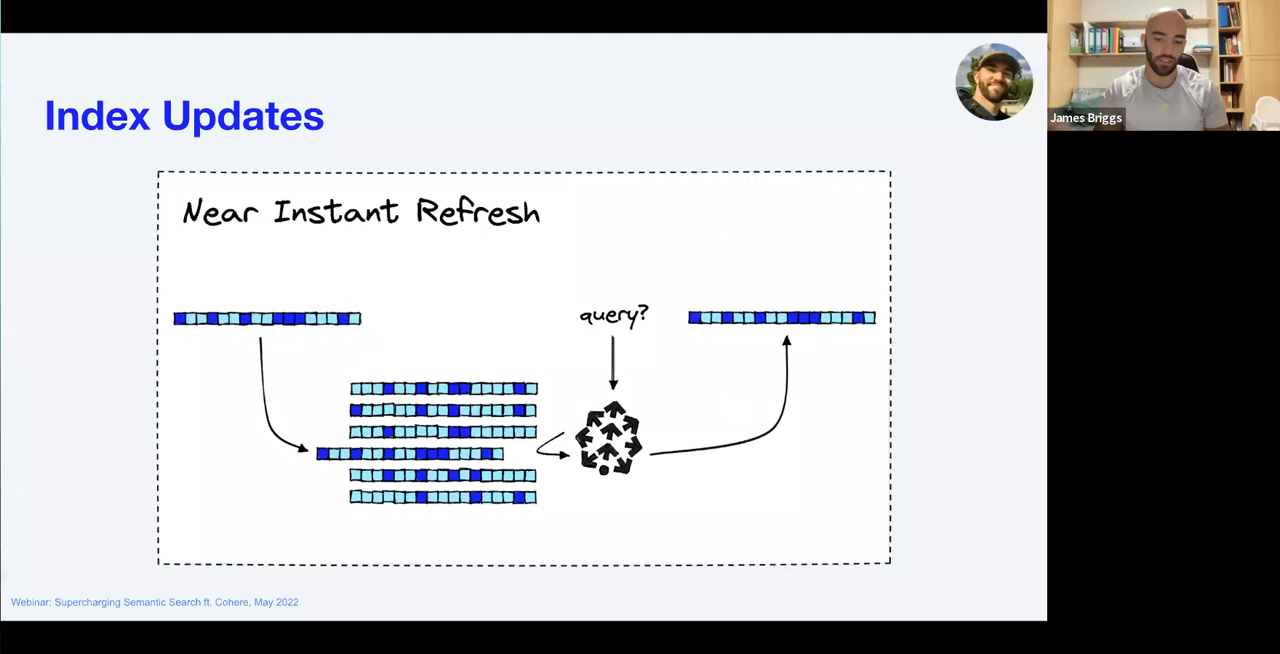 Index Updates
James Briggs
Near Instant Refresh
query?
Webinar: Supercharging Semantic Search ft. Cohere, May 2022